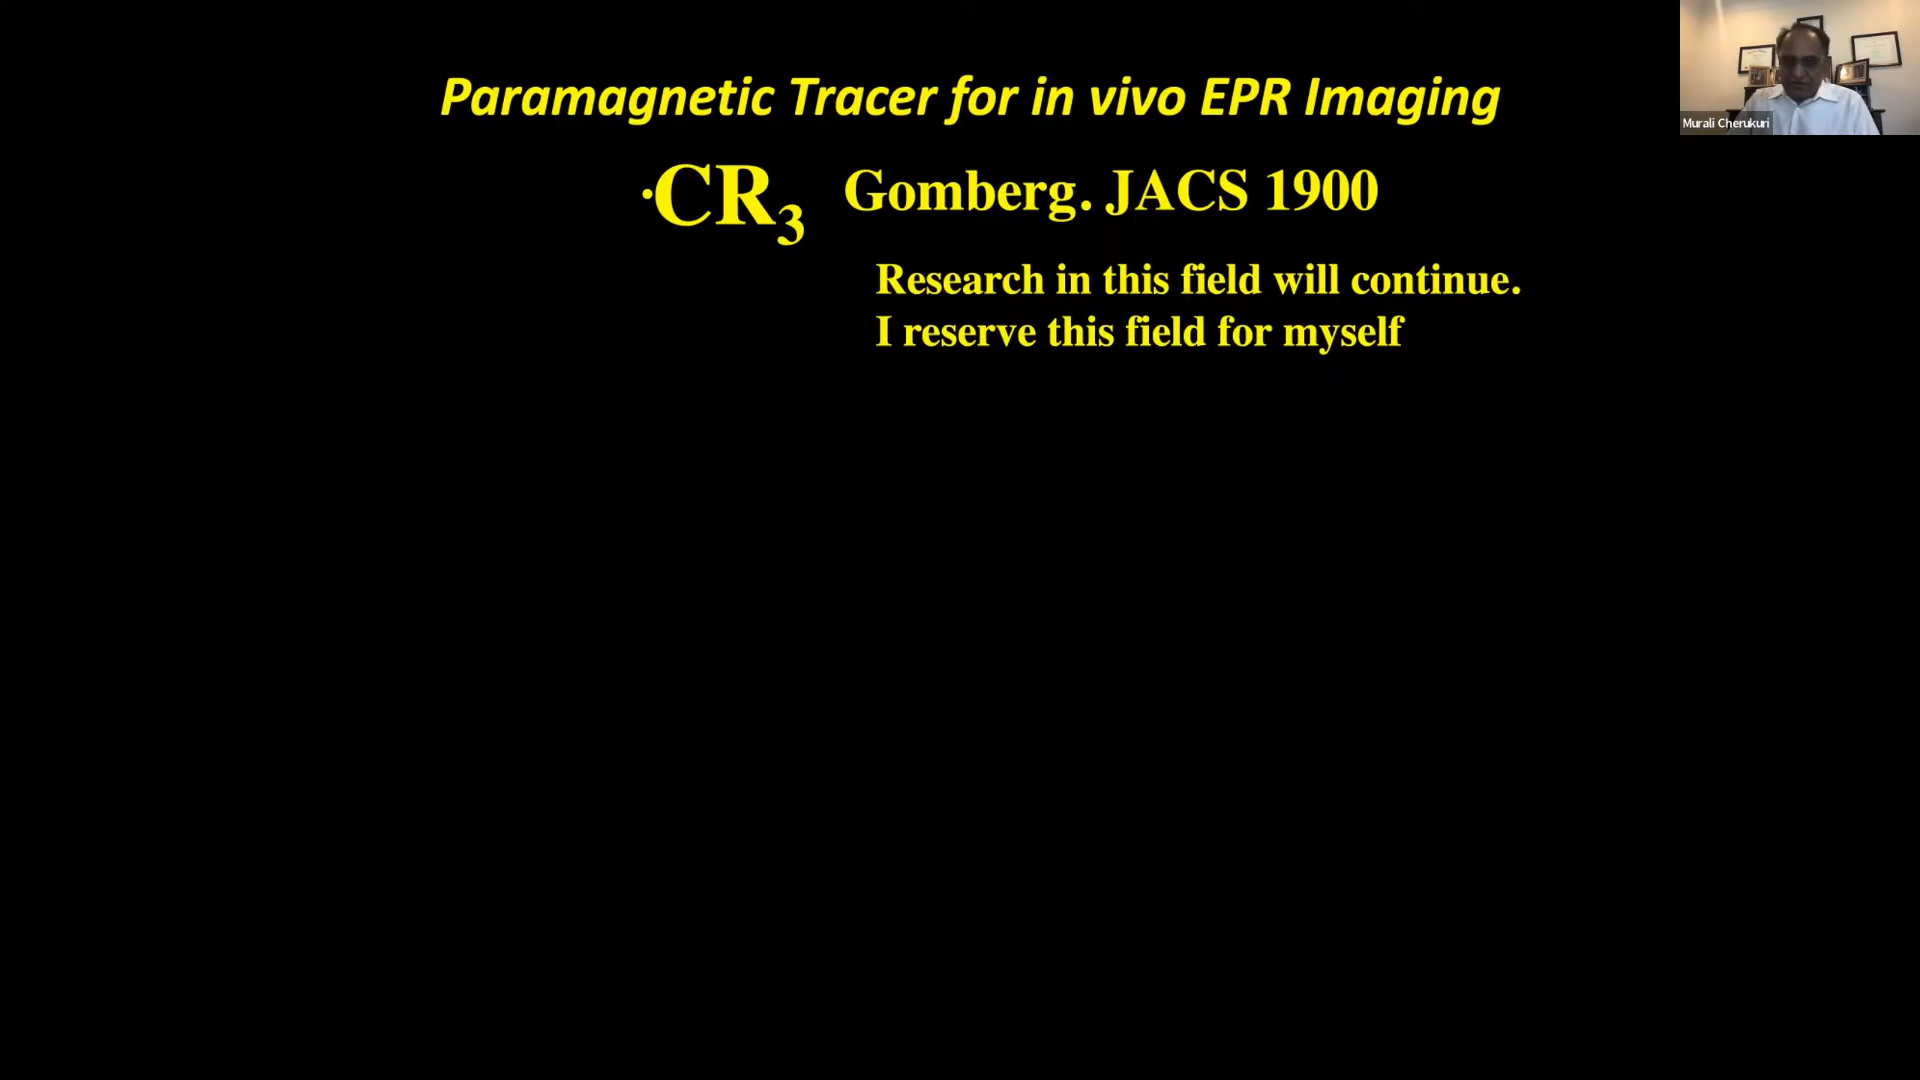 Paramagnetic Tracer for in vivo EPR Imaging
·CR₃ Gomberg. JACS 1900
Research in this field will continue.
I reserve this field for myself
Murali Cherukuri